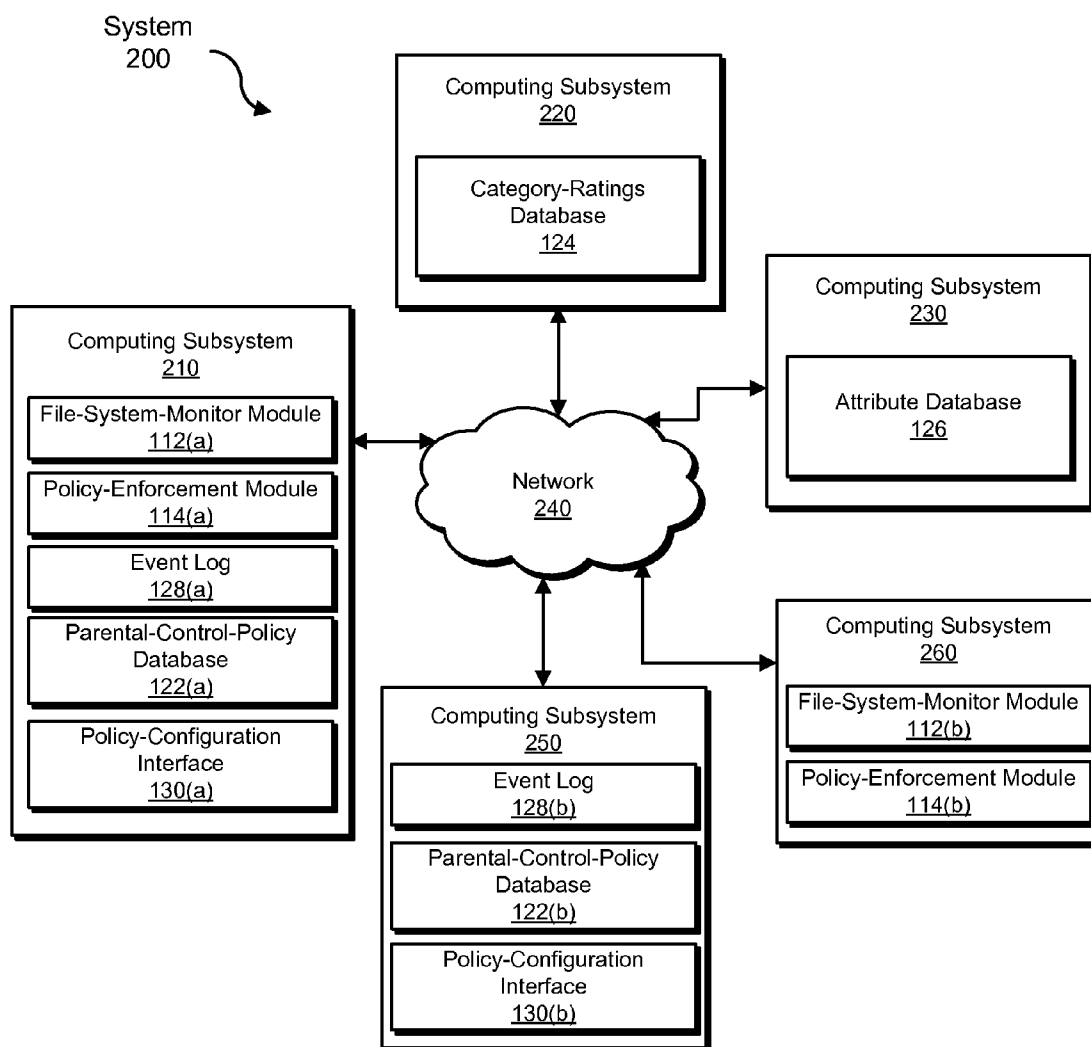 System
200
Computing Subsystem
220
Category-Ratings
Database
124
Computing Subsystem
230
Attribute Database
126
Computing Subsystem
210
File-System-Monitor Module
112(a)
Policy-Enforcement Module
114(a)
Event Log
128(a)
Parental-Control-Policy
Database
122(a)
Policy-Configuration
Interface
130(a)
Network
240
Computing Subsystem
250
Event Log
128(b)
Parental-Control-Policy
Database
122(b)
Policy-Configuration
Interface
130(b)
Computing Subsystem
260
File-System-Monitor Module
112(b)
Policy-Enforcement Module
114(b)